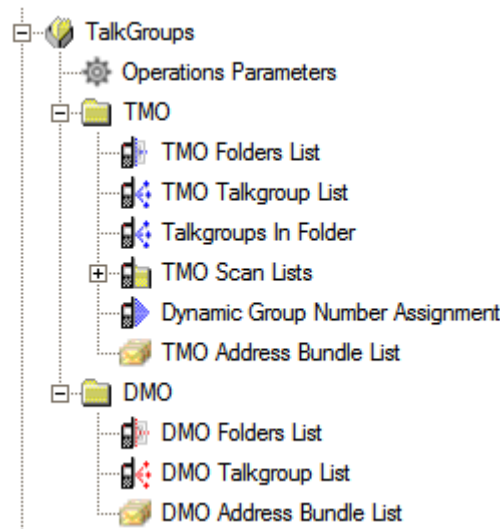 TalkGroups
Operations Parameters
TMO
TMO Folders List
TMO Talkgroup List
Talkgroups In Folder
TMO Scan Lists
Dynamic Group Number Assignment
TMO Address Bundle List
DMO
DMO Folders List
DMO Talkgroup List
DMO Address Bundle List